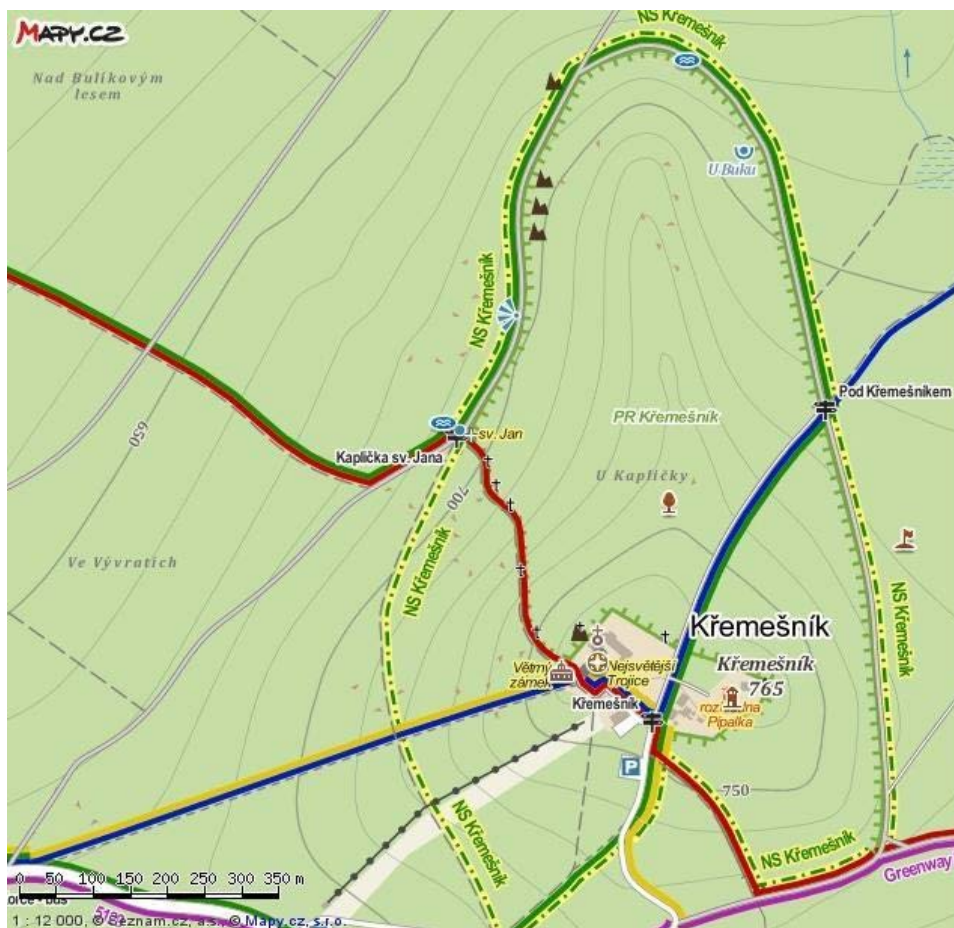 MAPY.CZ
NS Křemešník
Nad Bulíkovým
lesem
U Buku
NS Křemešník
Pod Křemešníkem
PR Křemešník
650
sv. Jan
Kaplička sv. Jana
U Kapličky
700
NS Křemešník
Ve Vývratích
NS Křemešník
Křemešník
Křemešník
765
Větrný
zámek
Nejsvětější
Trojice
Křemešník
Pípalka
P
750
NS Křemešník
NS Křemešník
Greenway
0 50 100 150 200 250 300 350 m
1 : 12 000, © Seznam.cz, a.s., © Mapy.cz, s.r.o.